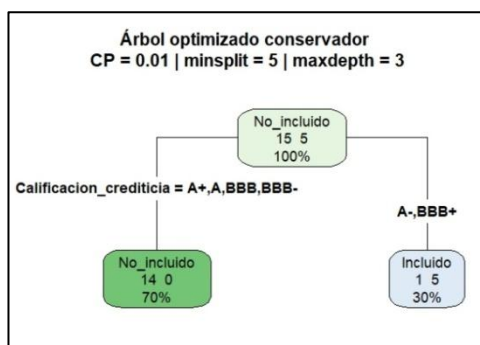 Árbol optimizado conservador
CP = 0.01 | minsplit = 5 | maxdepth = 3
No_incluido
15 5
100%
Calificacion_crediticia = A+,A,BBB,BBB-
A-,BBB+
No_incluido
14 0
70%
Incluido
1 5
30%